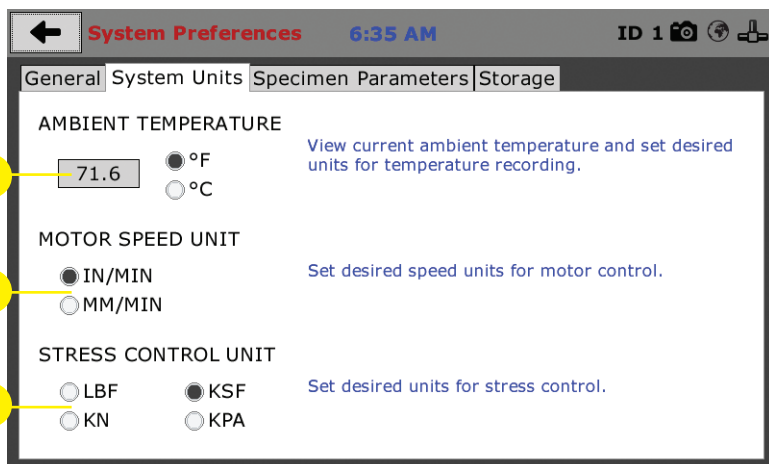 System Preferences 6:35 AM ID 1
General System Units Specimen Parameters Storage
AMBIENT TEMPERATURE
View current ambient temperature and set desired
units for temperature recording.
71.6
°F
°C
MOTOR SPEED UNIT
IN/MIN
Set desired speed units for motor control.
MM/MIN
STRESS CONTROL UNIT
LBF KSF
Set desired units for stress control.
KN KPA